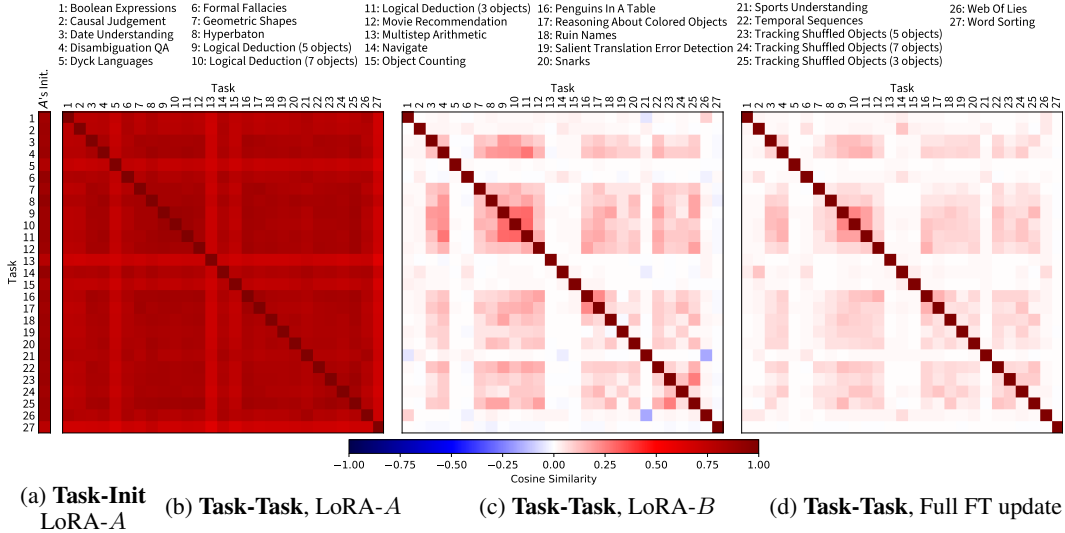 1: Boolean Expressions
2: Causal Judgement
3: Date Understanding
4: Disambiguation QA
5: Dyck Languages
6: Formal Fallacies
7: Geometric Shapes
8: Hyperbaton
9: Logical Deduction (5 objects)
10: Logical Deduction (7 objects)
11: Logical Deduction (3 objects)
12: Movie Recommendation
13: Multistep Arithmetic
14: Navigate
15: Object Counting
16: Penguins In A Table
17: Reasoning About Colored Objects
18: Ruin Names
19: Salient Translation Error Detection
20: Snarks
21: Sports Understanding
22: Temporal Sequences
23: Tracking Shuffled Objects (5 objects)
24: Tracking Shuffled Objects (7 objects)
25: Tracking Shuffled Objects (3 objects)
26: Web Of Lies
27: Word Sorting
A's Init.
Task
1 2 3 4 5 6 7 8 9 10 11 12 13 14 15 16 17 18 19 20 21 22 23 24 25 26 27
Task
1 2 3 4 5 6 7 8 9 10 11 12 13 14 15 16 17 18 19 20 21 22 23 24 25 26 27
Task
1 2 3 4 5 6 7 8 9 10 11 12 13 14 15 16 17 18 19 20 21 22 23 24 25 26 27
Task
1
2
3
4
5
6
7
8
9
10
11
12
13
14
15
16
17
18
19
20
21
22
23
24
25
26
27
−1.00 −0.75 −0.50 −0.25 0.00 0.25 0.50 0.75 1.00
Cosine Similarity
(a) Task-Init
LoRA-A
(b) Task-Task, LoRA-A
(c) Task-Task, LoRA-B
(d) Task-Task, Full FT update